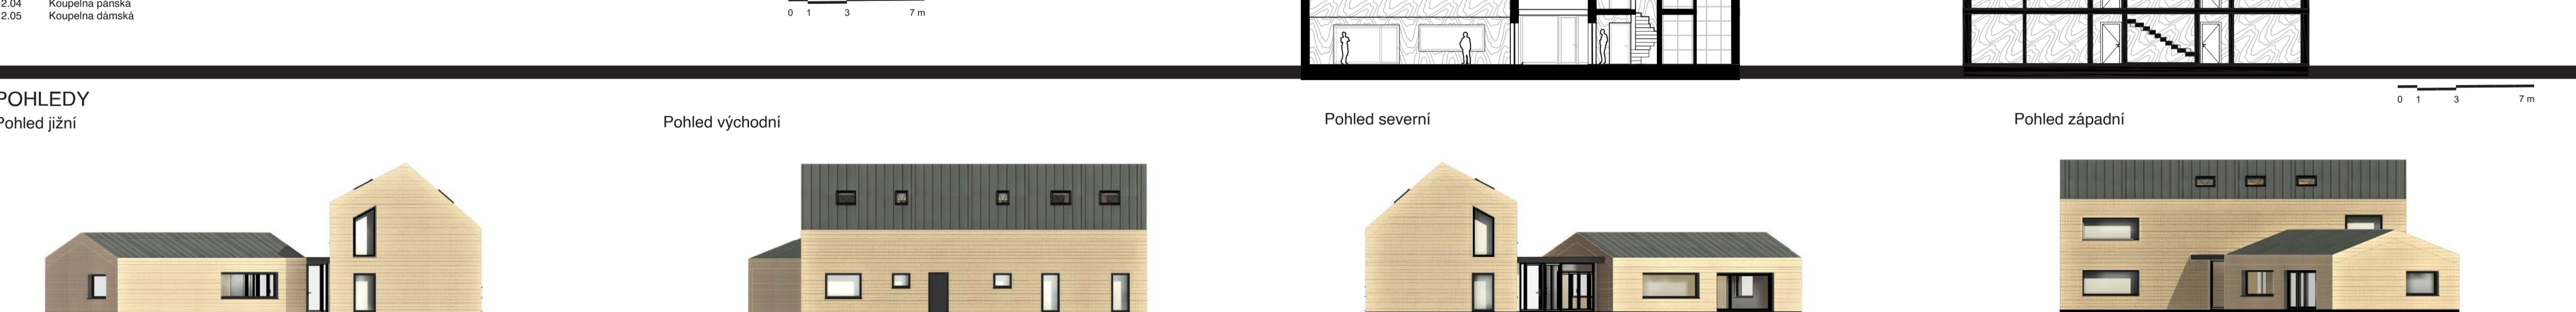 2.04 Koupelna pánská
2.05 Koupelna dámská
0 1 3 7 m
POHLEDY
0 1 3 7 m
Pohled jižní
Pohled východní
Pohled severní
Pohled západní